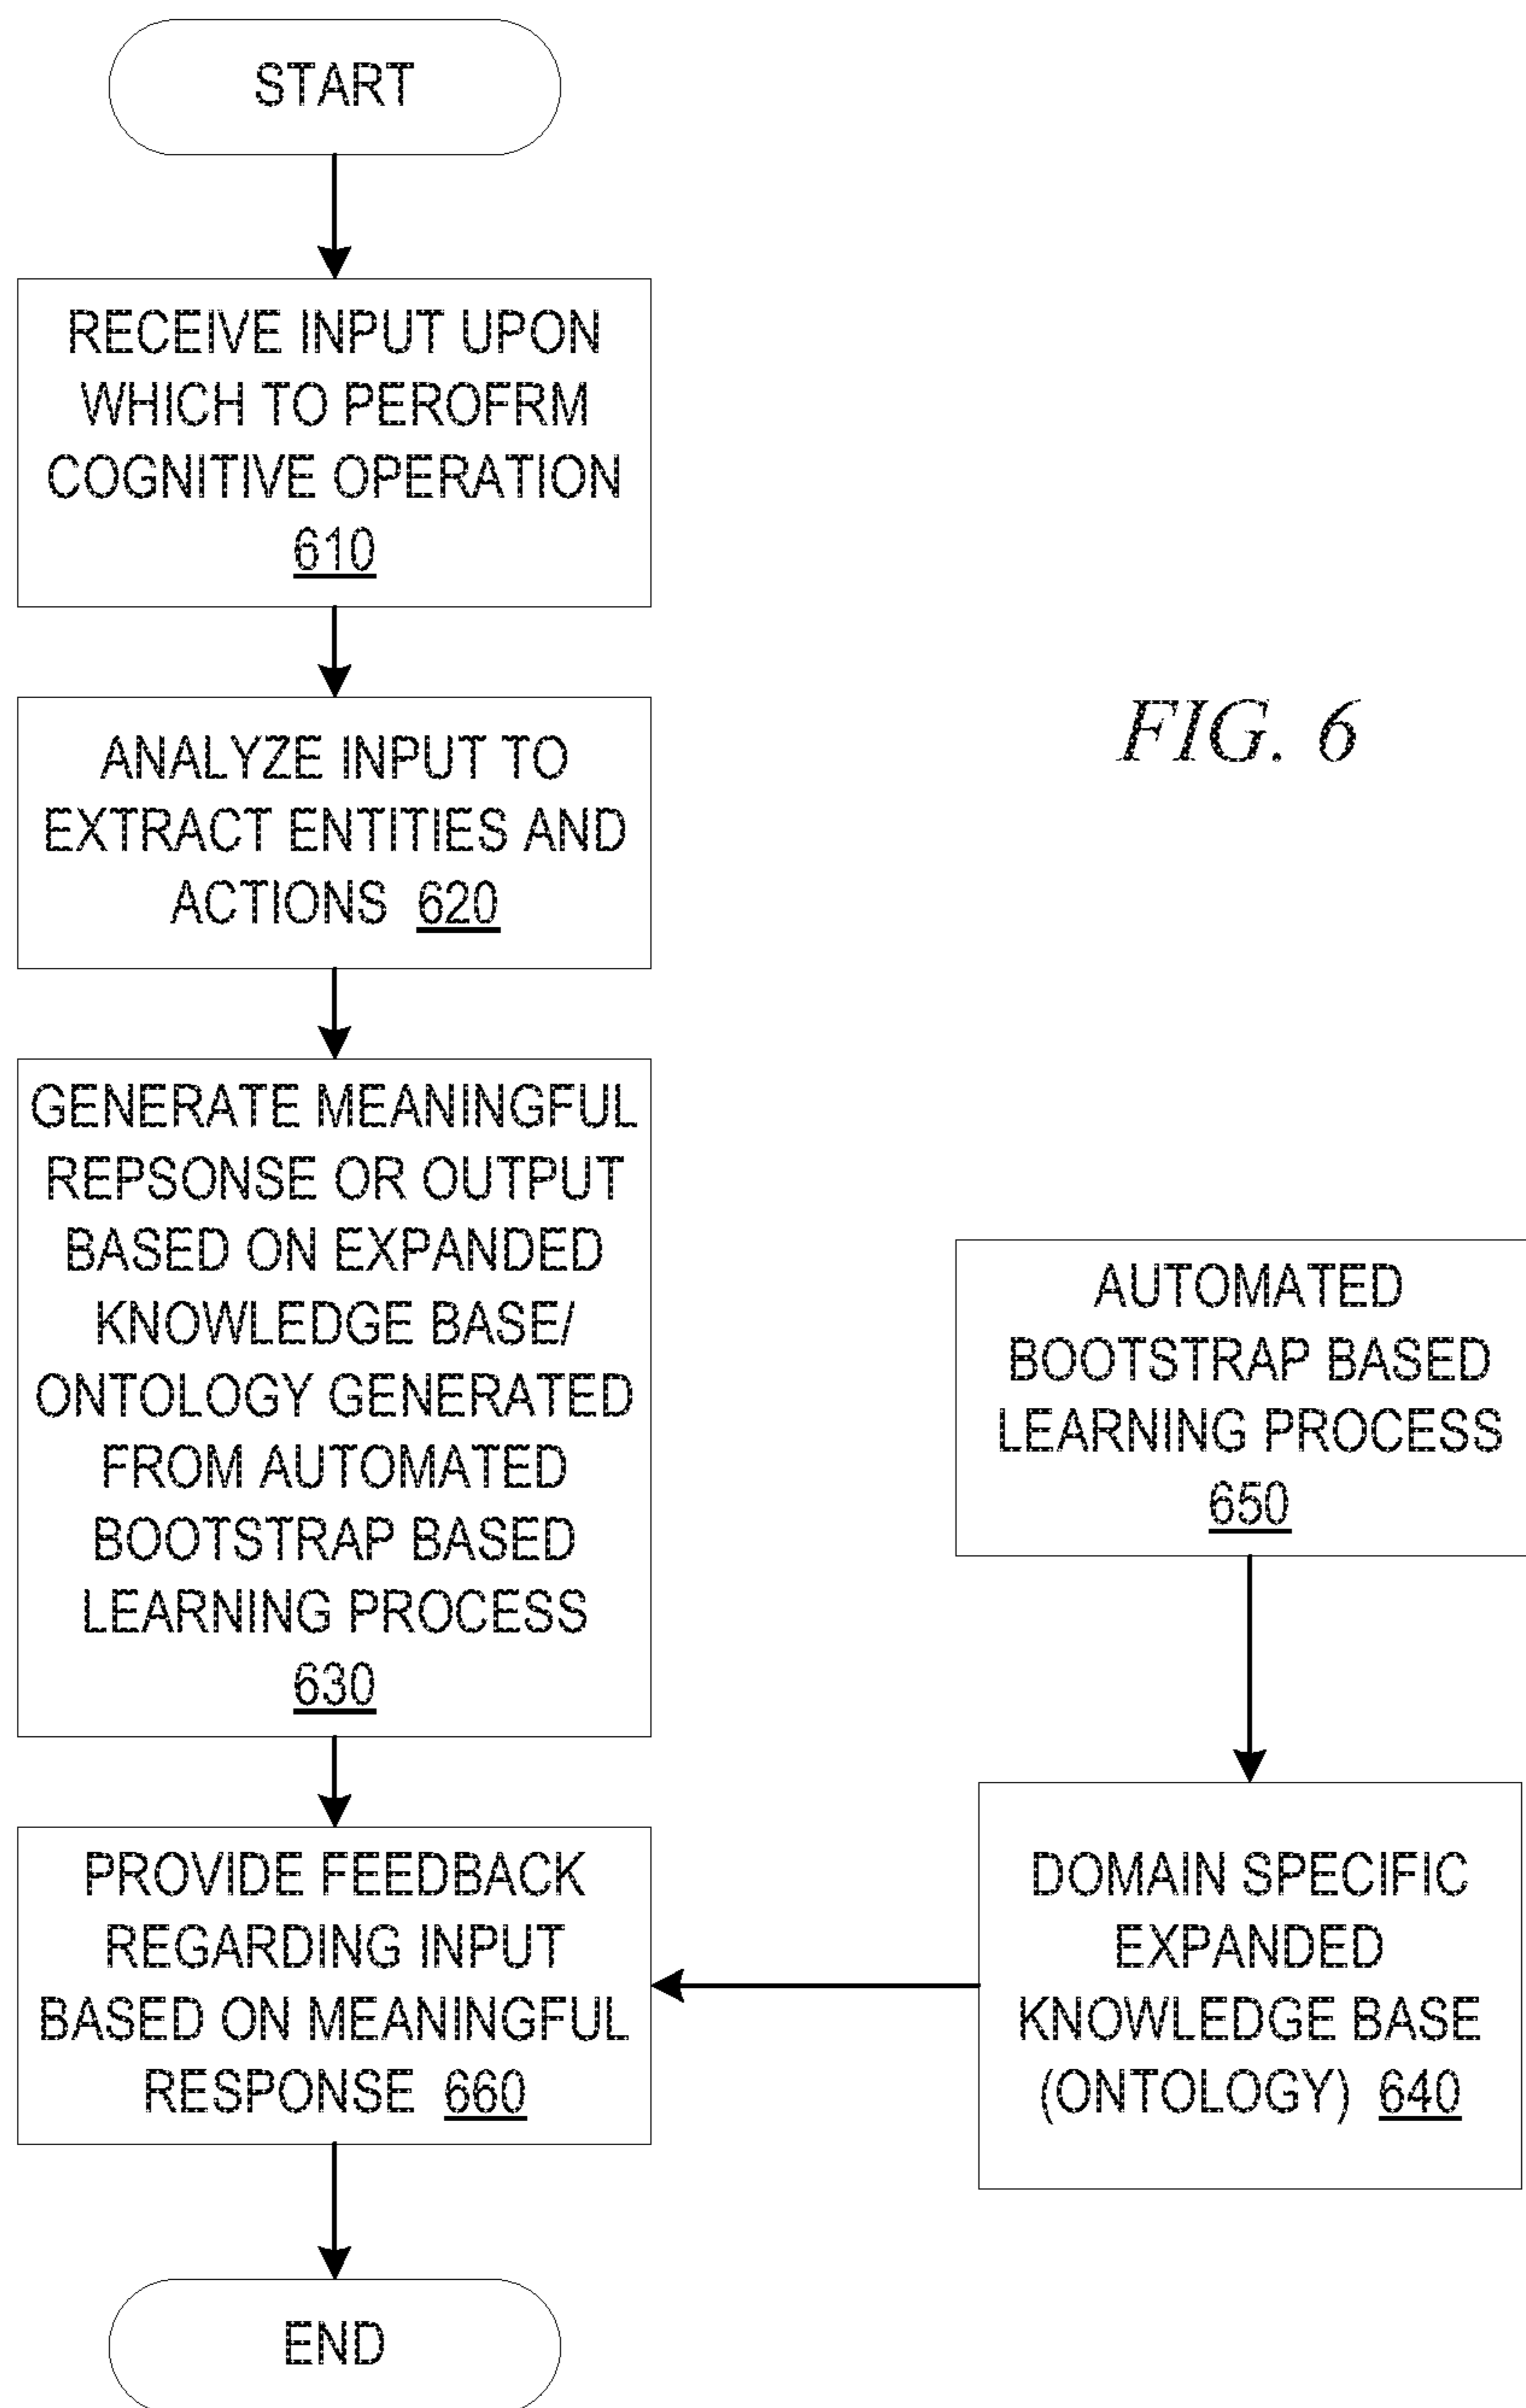 START
RECEIVE INPUT UPON
WHICH TO PEROFRM
COGNITIVE OPERATION
610
ANALYZE INPUT TO
EXTRACT ENTITIES AND
ACTIONS 620
FIG. 6
GENERATE MEANINGFUL
REPSONSE OR OUTPUT
BASED ON EXPANDED
KNOWLEDGE BASE/
ONTOLOGY GENERATED
FROM AUTOMATED
BOOTSTRAP BASED
LEARNING PROCESS
630
AUTOMATED
BOOTSTRAP BASED
LEARNING PROCESS
650
PROVIDE FEEDBACK
REGARDING INPUT
BASED ON MEANINGFUL
RESPONSE 660
DOMAIN SPECIFIC
EXPANDED
KNOWLEDGE BASE
(ONTOLOGY) 640
END